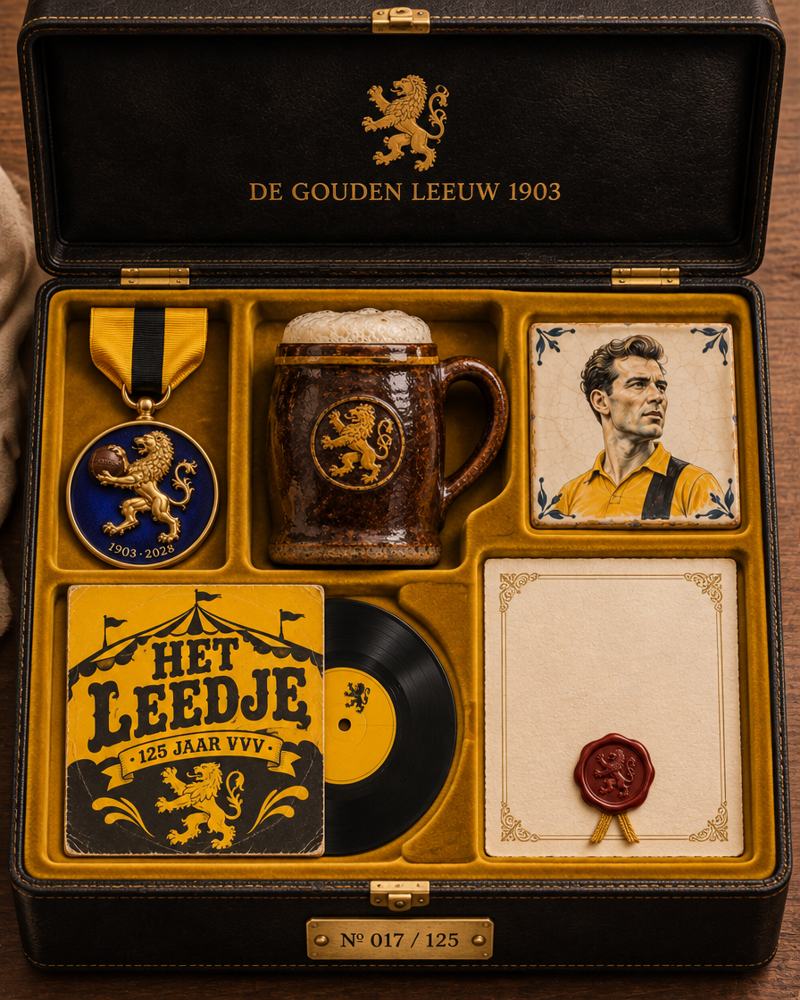 DE GOUDEN LEEUW 1903
1903 · 2028
HET
LEEDJE
· 125 JAAR VVV ·
Nº 017 / 125